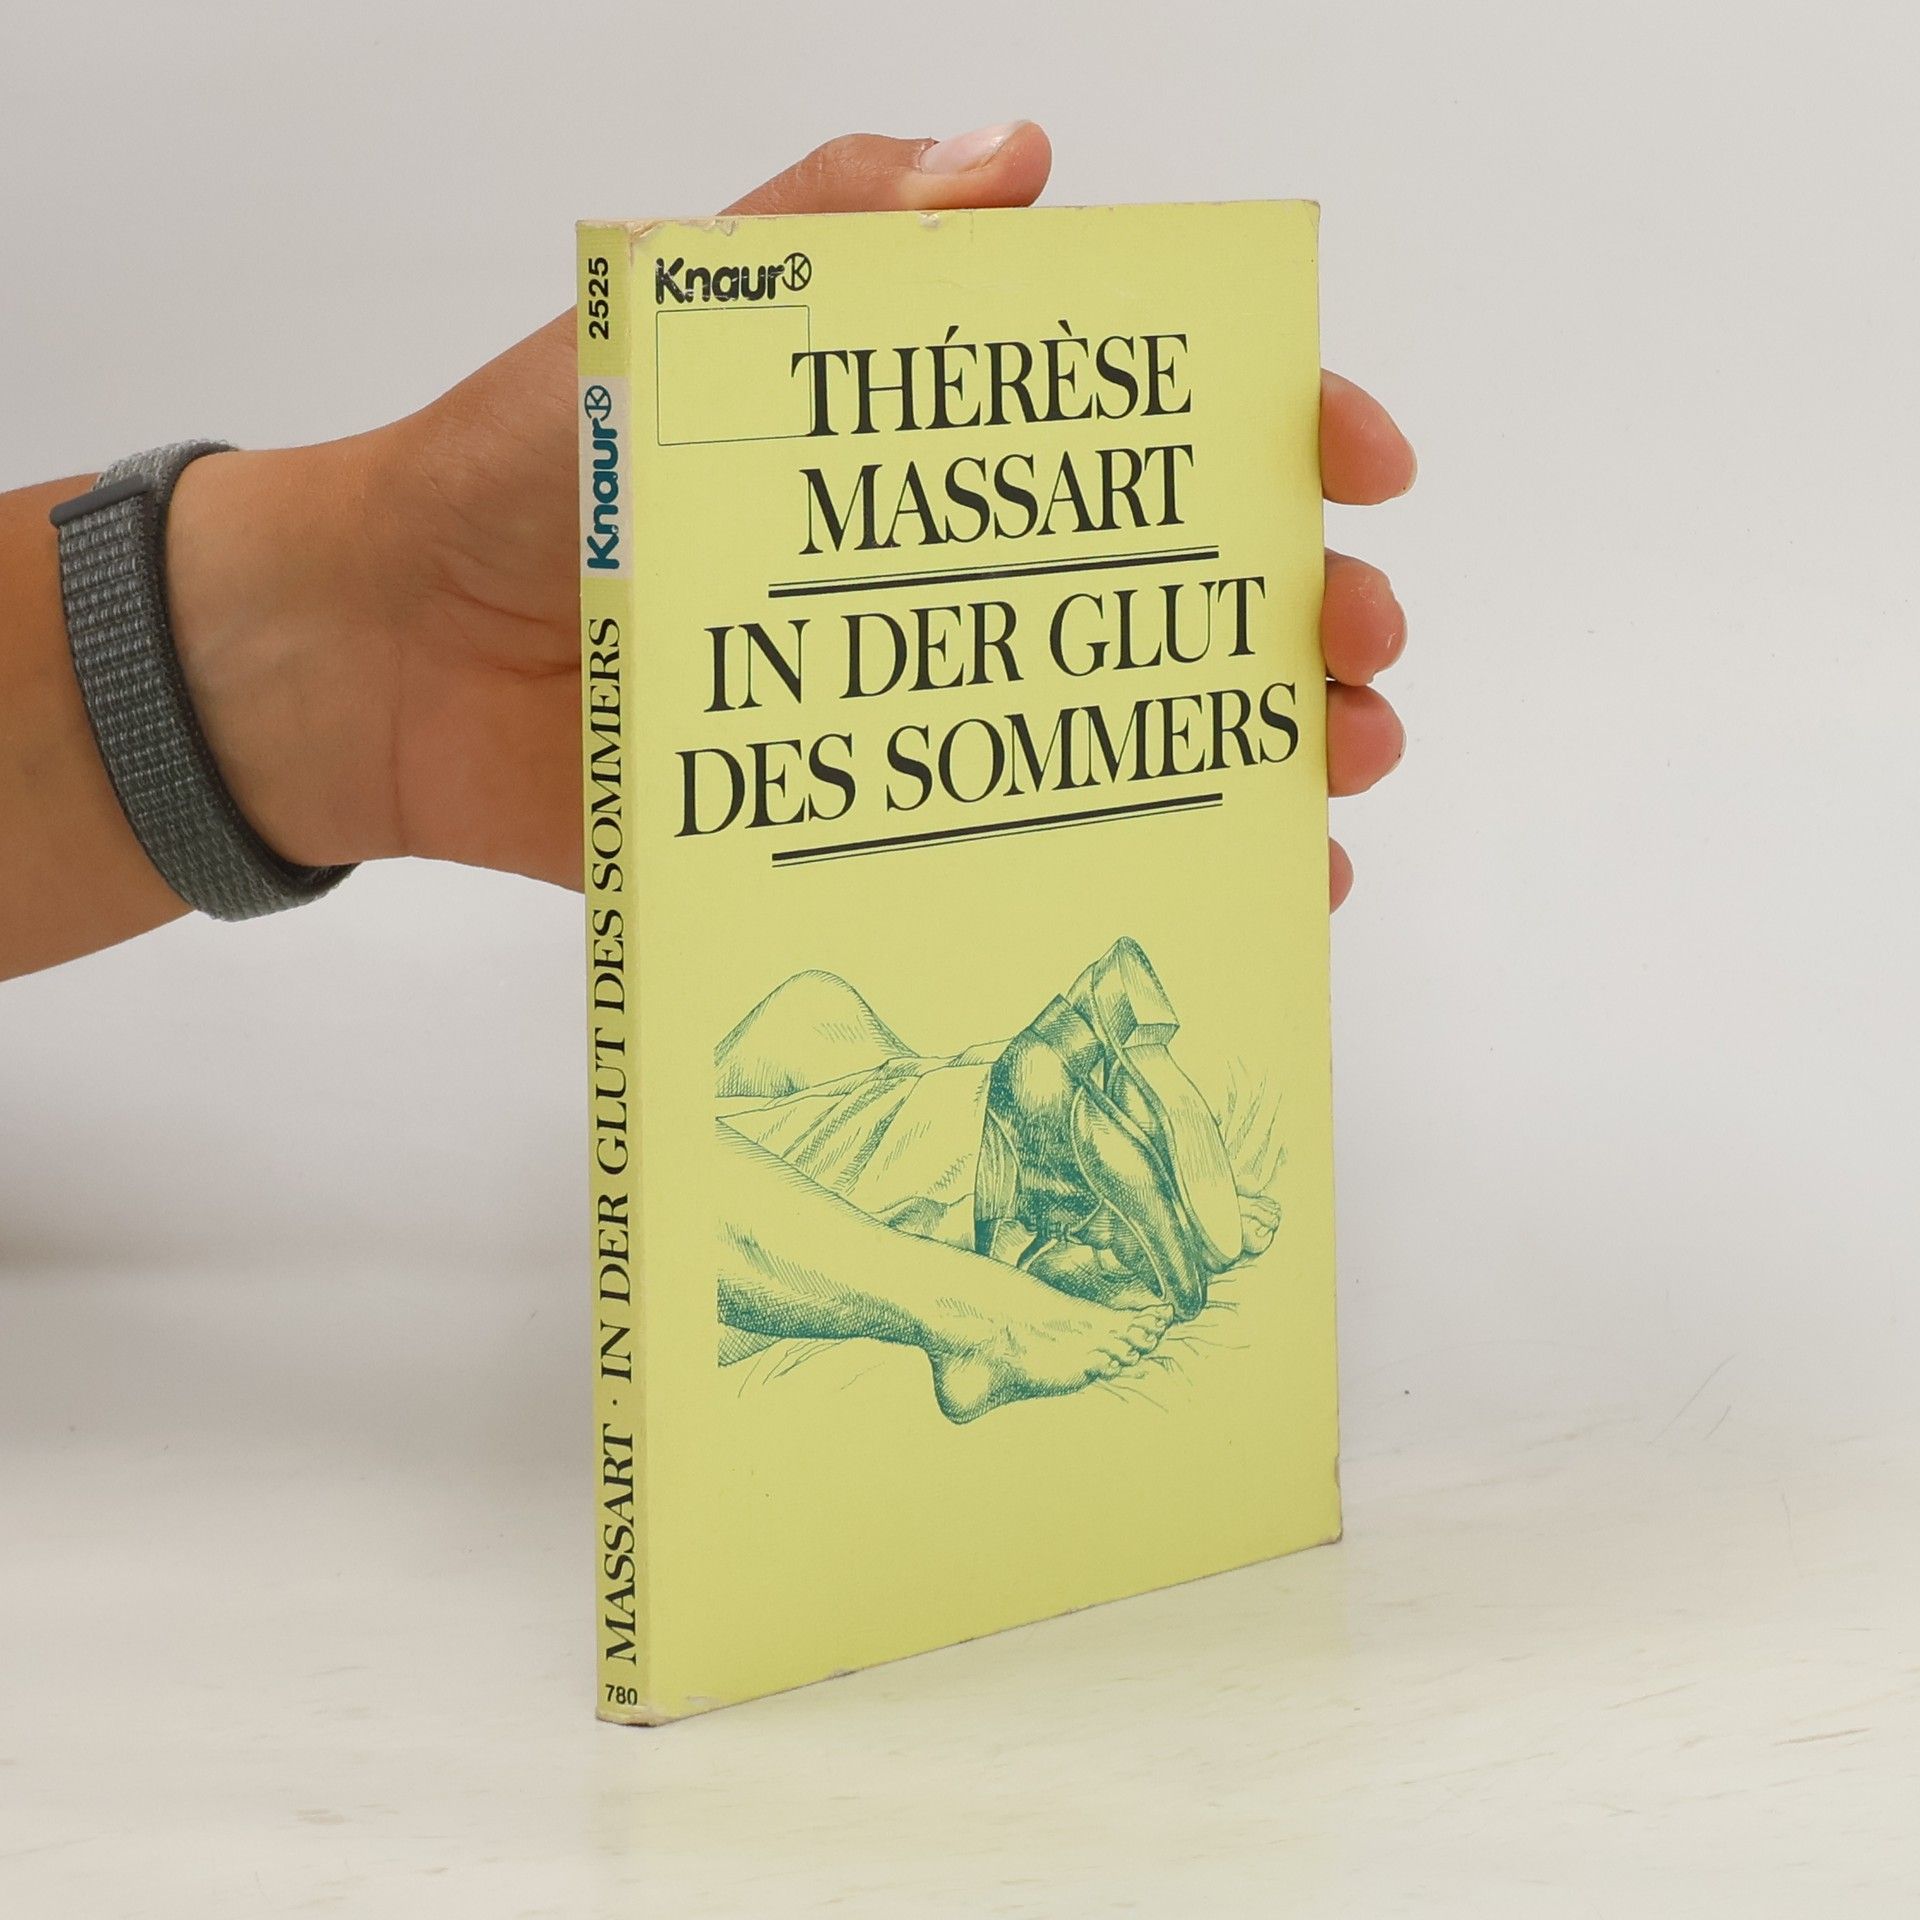 2525
Knaur
MASSART · IN DER GLUT DES SOMMERS
780
Knaur K
THÉRÈSE
MASSART
IN DER GLUT
DES SOMMERS